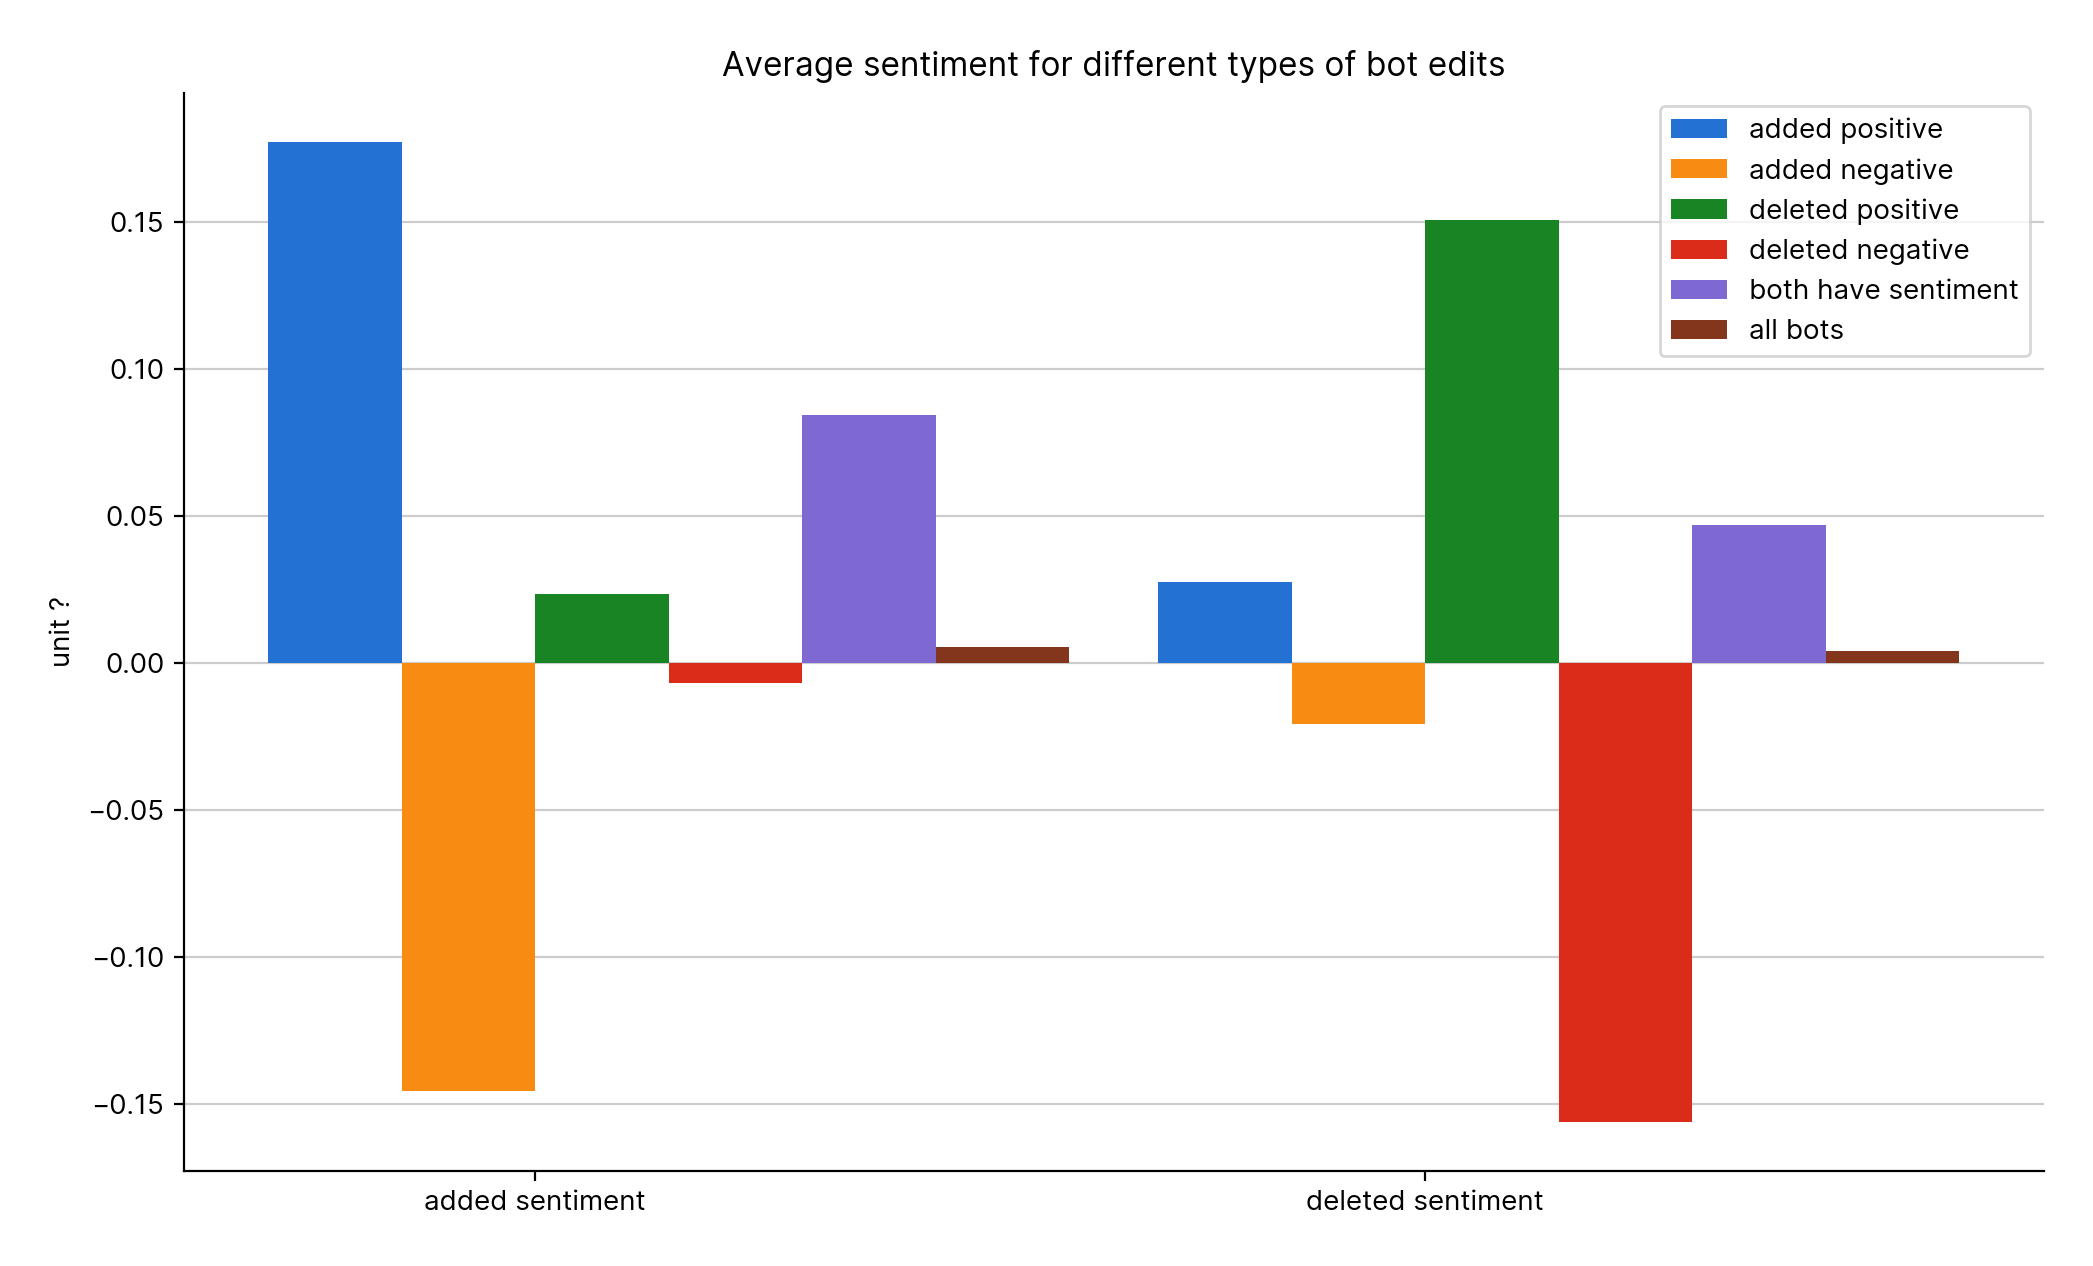 Average sentiment for different types of bot edits
added positive
added negative
deleted positive
deleted negative
both have sentiment
all bots
unit ?
0.15
0.10
0.05
0.00
−0.05
−0.10
−0.15
added sentiment
deleted sentiment